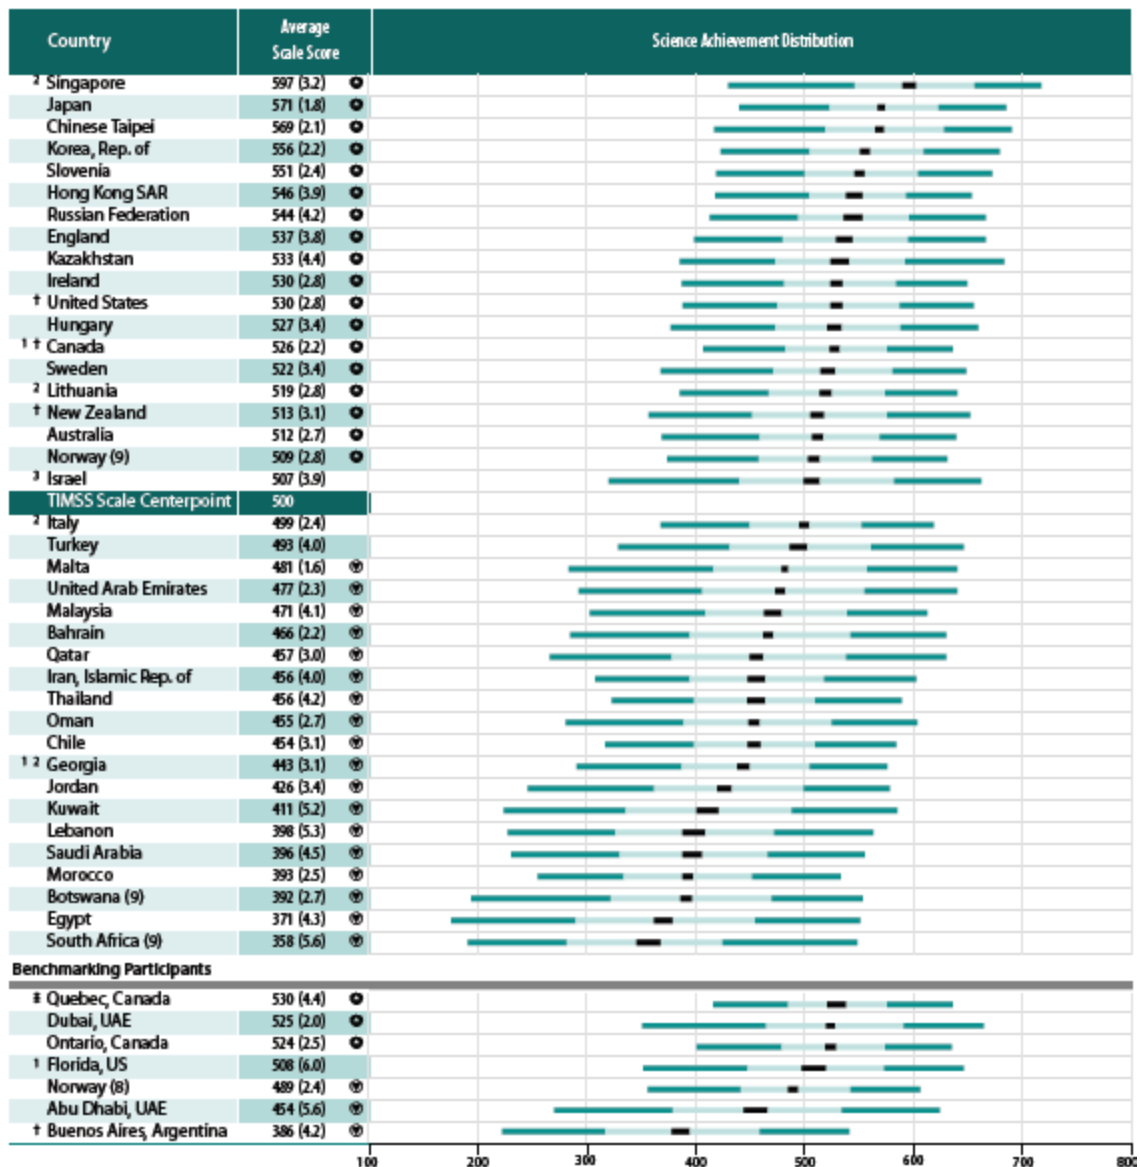 Country Average Scale Score Science Achievement Distribution
² Singapore 597 (3.2)
Japan 571 (1.8)
Chinese Taipei 569 (2.1)
Korea, Rep. of 556 (2.2)
Slovenia 551 (2.4)
Hong Kong SAR 546 (3.9)
Russian Federation 544 (4.2)
England 537 (3.8)
Kazakhstan 533 (4.4)
Ireland 530 (2.8)
† United States 530 (2.8)
Hungary 527 (3.4)
¹ † Canada 526 (2.2)
Sweden 522 (3.4)
² Lithuania 519 (2.8)
† New Zealand 513 (3.1)
Australia 512 (2.7)
Norway (9) 509 (2.8)
³ Israel 507 (3.9)
TIMSS Scale Centerpoint 500
² Italy 499 (2.4)
Turkey 493 (4.0)
Malta 481 (1.6)
United Arab Emirates 477 (2.3)
Malaysia 471 (4.1)
Bahrain 466 (2.2)
Qatar 457 (3.0)
Iran, Islamic Rep. of 456 (4.0)
Thailand 456 (4.2)
Oman 455 (2.7)
Chile 454 (3.1)
¹ ² Georgia 443 (3.1)
Jordan 426 (3.4)
Kuwait 411 (5.2)
Lebanon 398 (5.3)
Saudi Arabia 396 (4.5)
Morocco 393 (2.5)
Botswana (9) 392 (2.7)
Egypt 371 (4.3)
South Africa (9) 358 (5.6)
Benchmarking Participants
‡ Quebec, Canada 530 (4.4)
Dubai, UAE 525 (2.0)
Ontario, Canada 524 (2.5)
¹ Florida, US 508 (6.0)
Norway (8) 489 (2.4)
Abu Dhabi, UAE 454 (5.6)
† Buenos Aires, Argentina 386 (4.2)
100 200 300 400 500 600 700 800